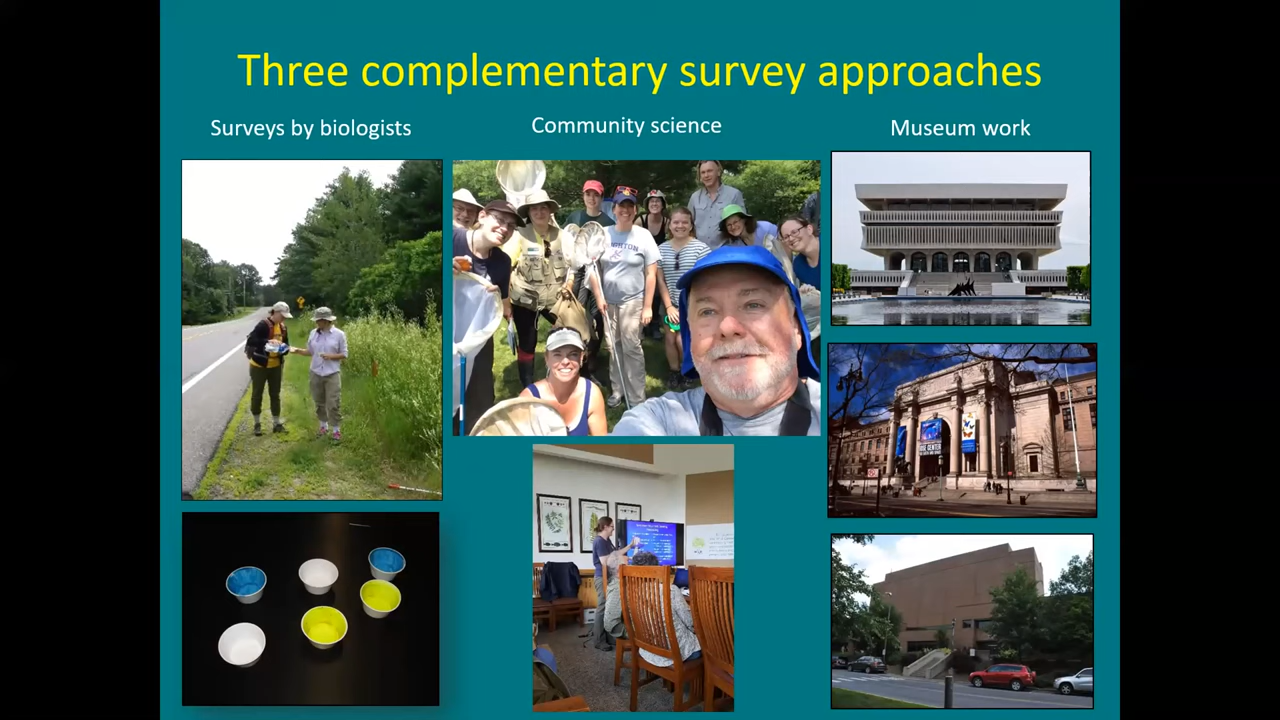 Three complementary survey approaches
Surveys by biologists
Community science
Museum work